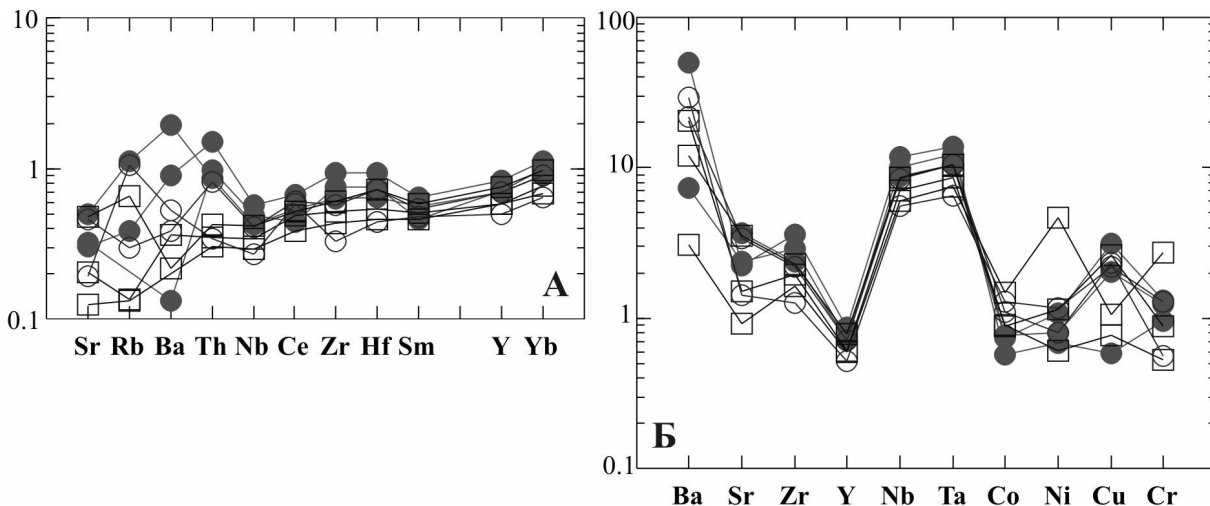 10
1
0.1
А
Sr Rb Ba Th Nb Ce Zr Hf Sm Y Yb
100
10
1
0.1
Б
Ba Sr Zr Y Nb Ta Co Ni Cu Cr